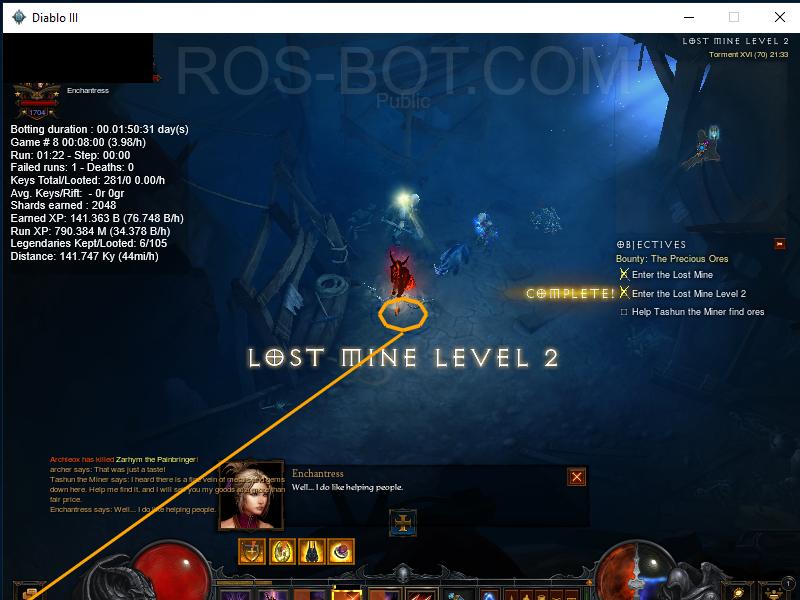 Diablo III
LOST MINE LEVEL 2
Torment XVI (70) 21:33
ROS-BOT.COM
Public
Enchantress
1704
Botting duration : 00.01:50:31 day(s)
Game # 8 00:08:00 (3.98/h)
Run: 01:22 - Step: 00:00
Failed runs: 1 - Deaths: 0
Keys Total/Looted: 281/0 0.00/h
Avg. Keys/Rift: - 0r 0gr
Shards earned : 2048
Earned XP: 141.363 B (76.748 B/h)
Run XP: 790.384 M (34.378 B/h)
Legendaries Kept/Looted: 6/105
Distance: 141.747 Ky (44mi/h)
OBJECTIVES
Bounty: The Precious Ores
Enter the Lost Mine
COMPLETE! Enter the Lost Mine Level 2
Help Tashun the Miner find ores
LOST MINE LEVEL 2
Archleox has killed Zarhym the Painbringer!
archer says: That was just a taste!
Tashun the Miner says: I heard there is a fine vein of metals and gems
down here. Help me find it, and I will sell you my goods at a more than
fair price.
Enchantress says: Well... I do like helping people.
Enchantress
Well... I do like helping people.
1